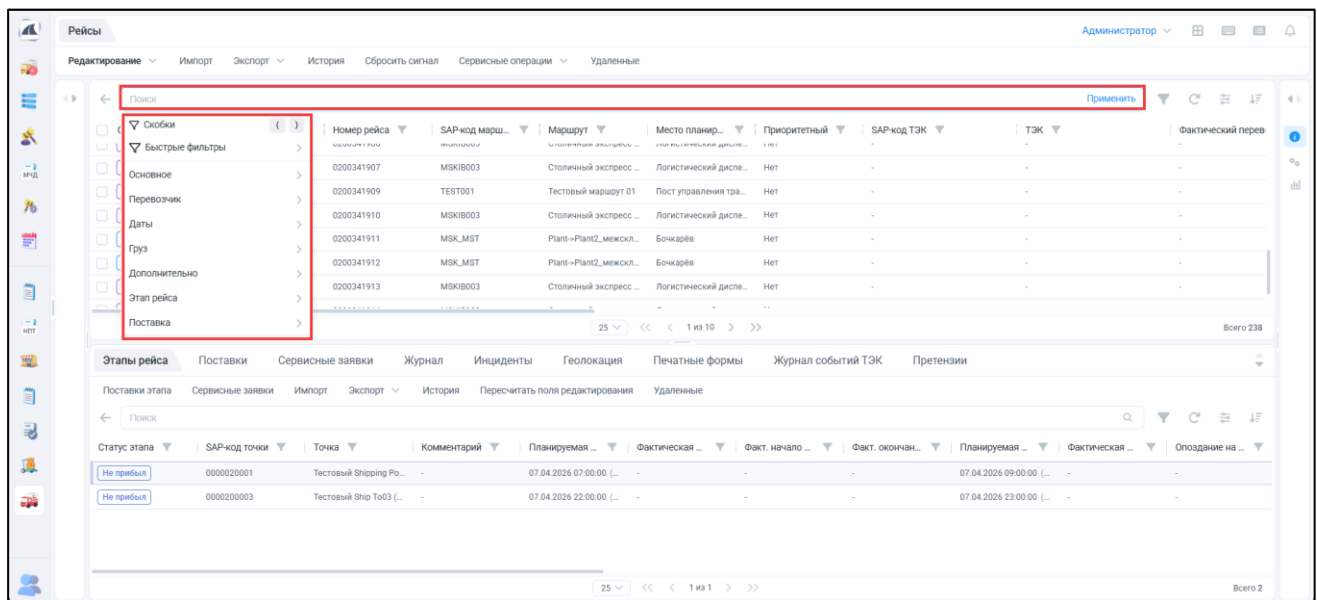 Рейсы
Администратор
Редактирование Импорт Экспорт История Сбросить сигнал Сервисные операции Удаленные
Поиск Применить
Скобки ( )
Быстрые фильтры
Основное
Перевозчик
Даты
Груз
Дополнительно
Этап рейса
Поставка
Номер рейса SAP-код марш... Маршрут Место планир... Приоритетный SAP-код ТЭК ТЭК Фактический перев
0200341907 MSKIB003 Столичный экспресс ... Логистический диспе... Нет - - -
0200341909 TEST001 Тестовый маршрут 01 Пост управления тра... Нет - - -
0200341910 MSKIB003 Столичный экспресс ... Логистический диспе... Нет - - -
0200341911 MSK_MST Plant->Plant2_межскл... Бочкарёв Нет - - -
0200341912 MSK_MST Plant->Plant2_межскл... Бочкарёв Нет - - -
0200341913 MSKIB003 Столичный экспресс ... Логистический диспе... Нет - - -
25 << < 1 из 10 > >> Всего 238
МЧД
НПТ
Этапы рейса Поставки Сервисные заявки Журнал Инциденты Геолокация Печатные формы Журнал событий ТЭК Претензии
Поставки этапа Сервисные заявки Импорт Экспорт История Пересчитать поля редактирования Удаленные
Поиск
Статус этапа SAP-код точки Точка Комментарий Планируемая ... Фактическая ... Факт. начало ... Факт. окончан... Планируемая ... Фактическая ... Опоздание на ...
Не прибыл 0000020001 Тестовый Shipping Po... - 07.04.2026 07:00:00 (... - - - 07.04.2026 09:00:00 (... - -
Не прибыл 0000200003 Тестовый Ship To03 (... - 07.04.2026 22:00:00 (... - - - 07.04.2026 23:00:00 (... - -
25 << < 1 из 1 > >> Всего 2